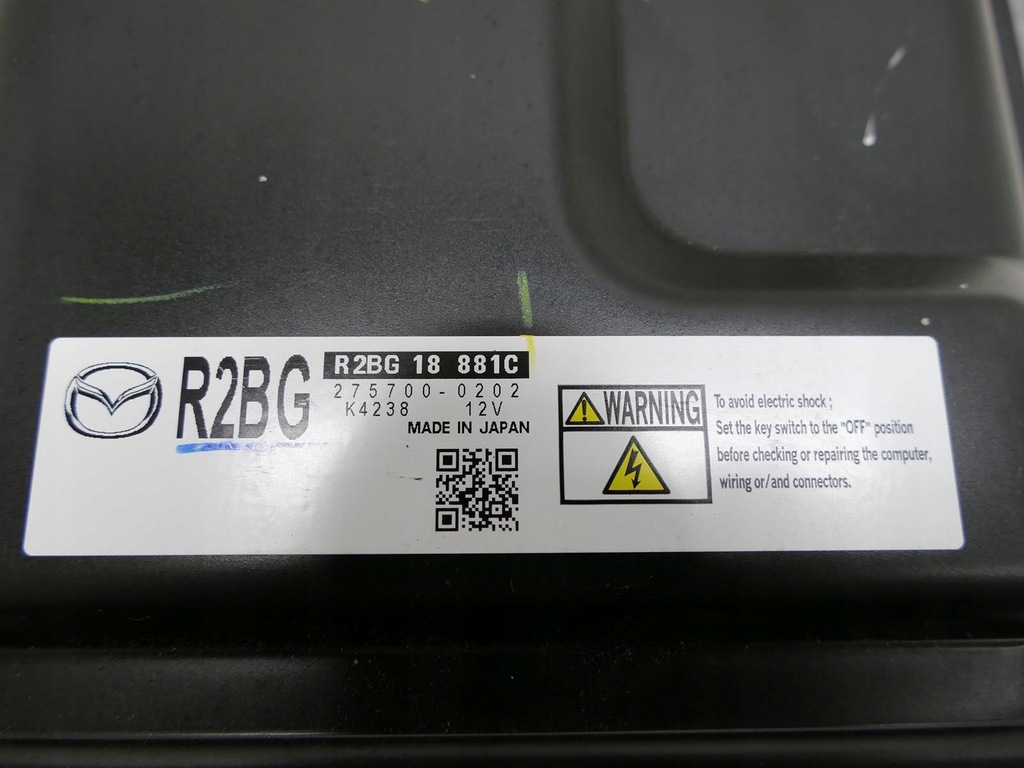 R2BG
R2BG 18 881C
275700-0202
K4238 12V
MADE IN JAPAN
WARNING
To avoid electric shock ;
Set the key switch to the "OFF" position
before checking or repairing the computer,
wiring or/and connectors.